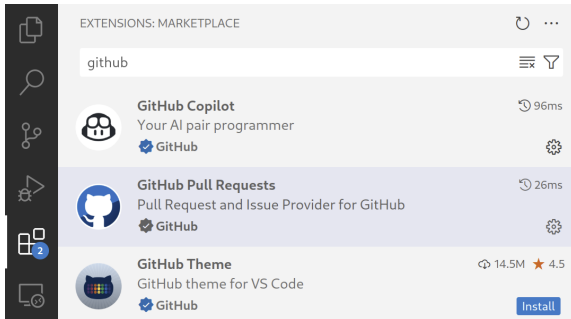 EXTENSIONS: MARKETPLACE
github
GitHub Copilot 96ms
Your AI pair programmer
GitHub
GitHub Pull Requests 26ms
Pull Request and Issue Provider for GitHub
GitHub
2
GitHub Theme 14.5M 4.5
GitHub theme for VS Code
GitHub Install